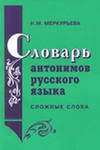 Н.М. МЕРКУРЬЕВА
Словарь
антонимов
русского
языка
СЛОЖНЫЕ СЛОВА